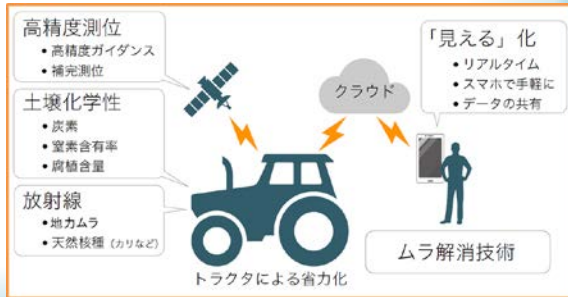 高精度測位
• 高精度ガイダンス
• 補完測位
土壌化学性
• 炭素
• 窒素含有率
• 腐植含量
放射線
• 地力ムラ
• 天然核種（カリなど）
クラウド
「見える」化
• リアルタイム
• スマホで手軽に
• データの共有
トラクタによる省力化
ムラ解消技術